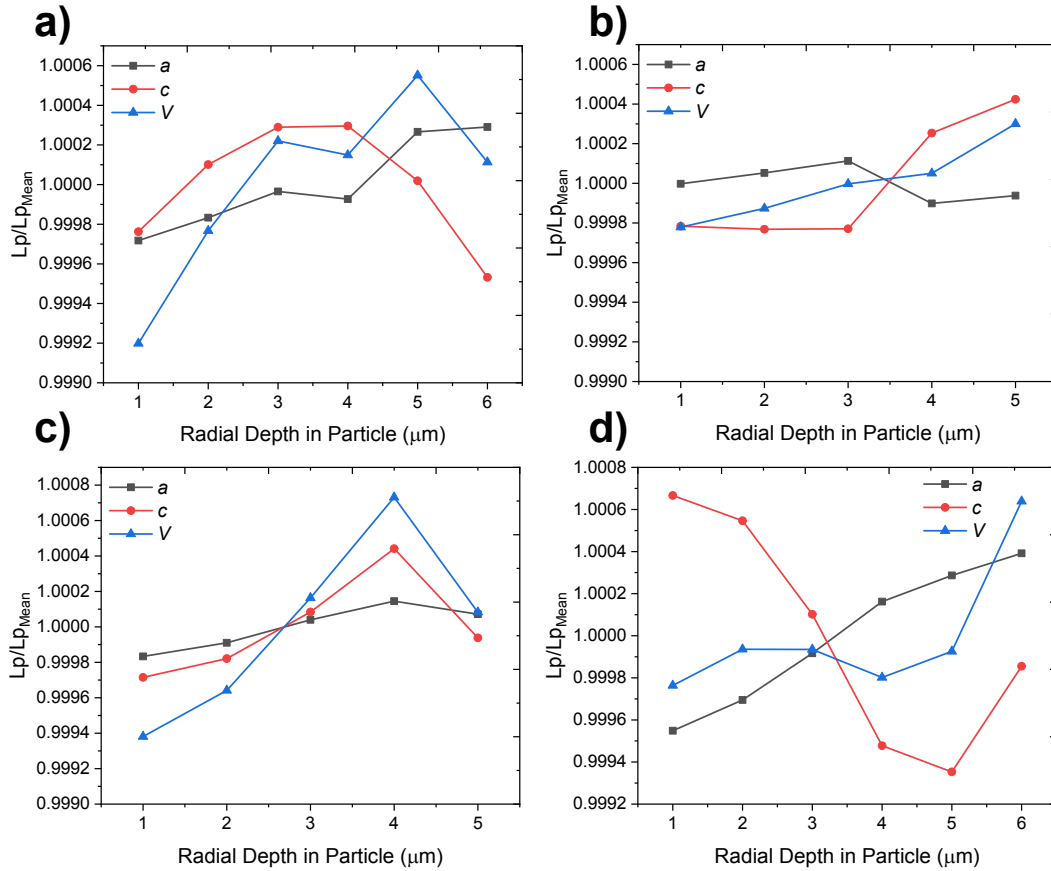 a)
a
c
V
1.0006
1.0004
1.0002
1.0000
0.9998
0.9996
0.9994
0.9992
0.9990
Lp/Lp_Mean
1 2 3 4 5 6
Radial Depth in Particle (μm)
b)
a
c
V
1.0006
1.0004
1.0002
1.0000
0.9998
0.9996
0.9994
0.9992
0.9990
Lp/Lp_Mean
1 2 3 4 5
Radial Depth in Particle (μm)
c)
a
c
V
1.0008
1.0006
1.0004
1.0002
1.0000
0.9998
0.9996
0.9994
0.9992
0.9990
Lp/Lp_Mean
1 2 3 4 5
Radial Depth in Particle (μm)
d)
a
c
V
1.0008
1.0006
1.0004
1.0002
1.0000
0.9998
0.9996
0.9994
0.9992
Lp/Lp_Mean
1 2 3 4 5 6
Radial Depth in Particle (μm)